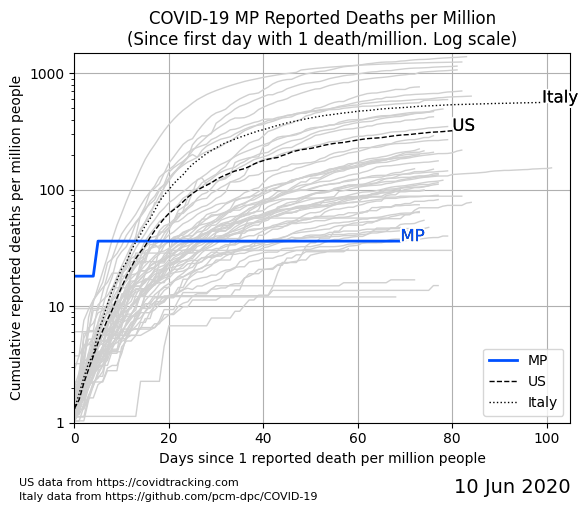 COVID-19 MP Reported Deaths per Million
(Since first day with 1 death/million. Log scale)
Cumulative reported deaths per million people
1000
100
10
1
Italy
US
MP
MP
US
Italy
0
20
40
60
80
100
Days since 1 reported death per million people
US data from https://covidtracking.com
Italy data from https://github.com/pcm-dpc/COVID-19
10 Jun 2020